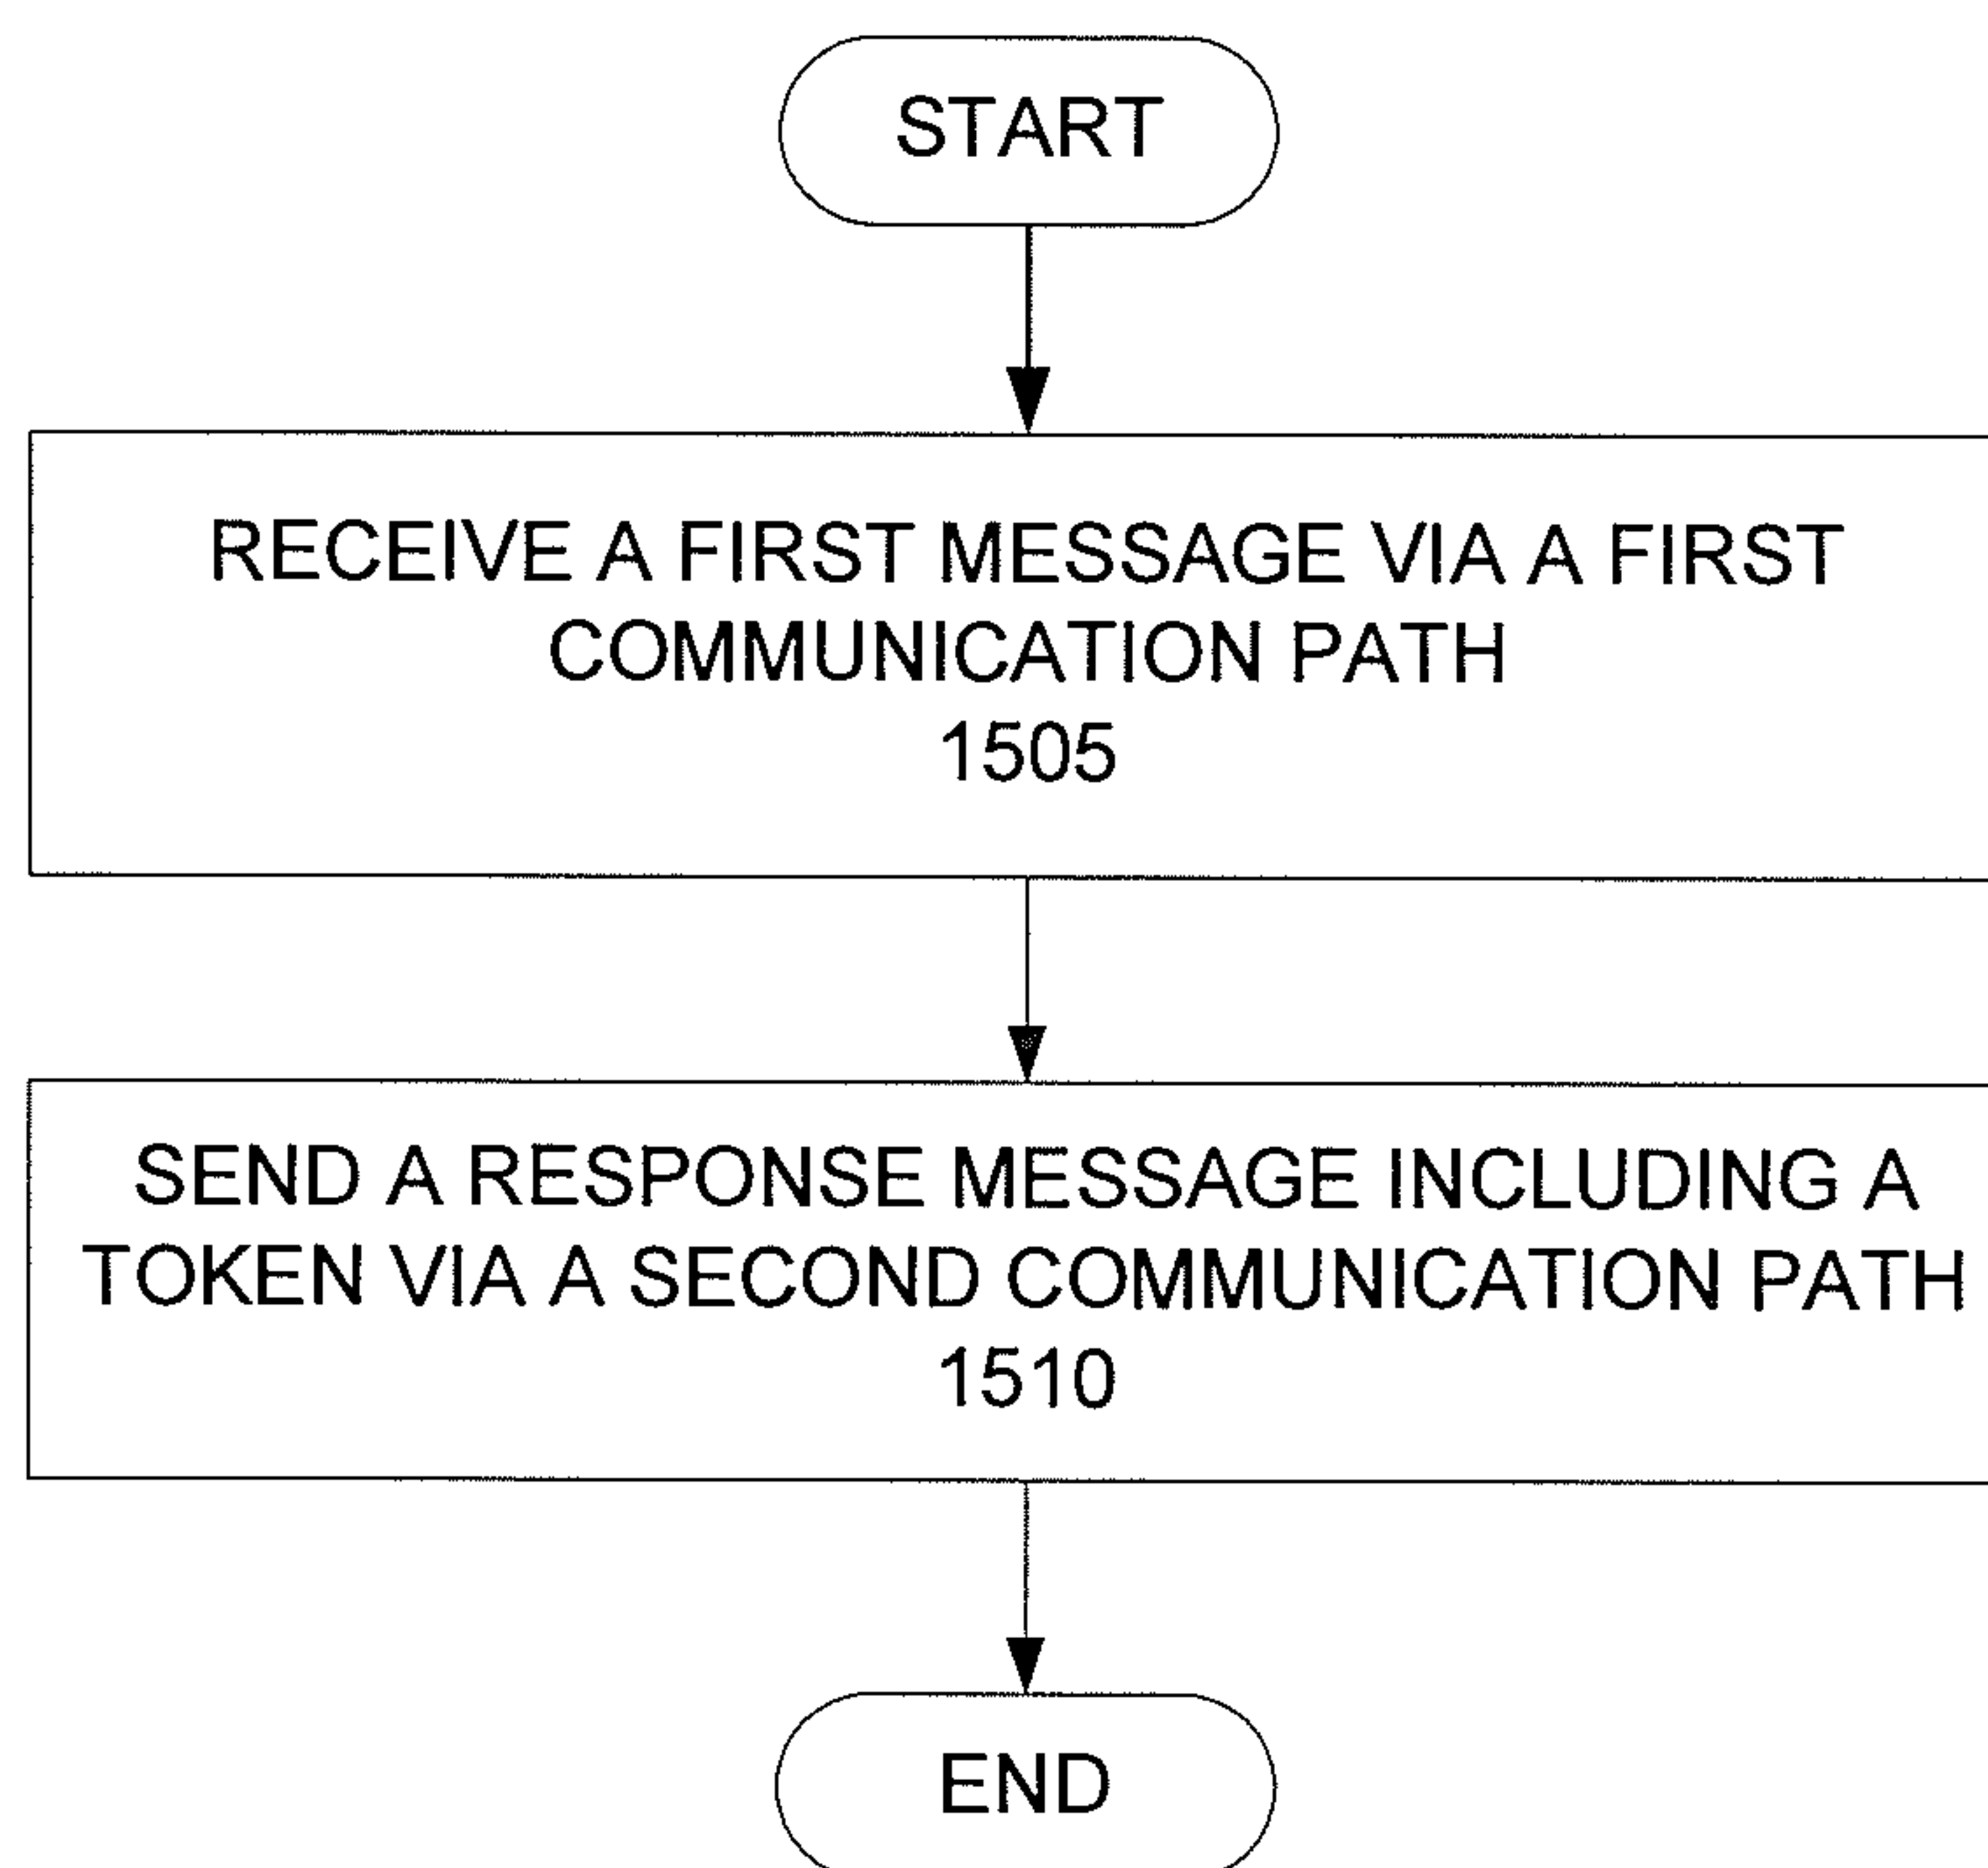 START
RECEIVE A FIRST MESSAGE VIA A FIRST
COMMUNICATION PATH
1505
SEND A RESPONSE MESSAGE INCLUDING A
TOKEN VIA A SECOND COMMUNICATION PATH
1510
END